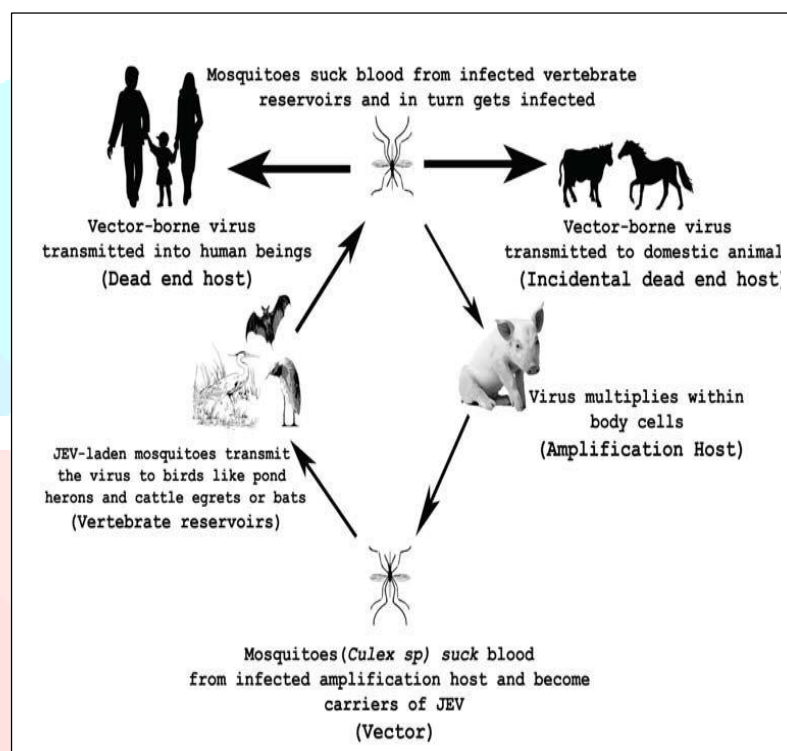 Mosquitoes suck blood from infected vertebrate
reservoirs and in turn gets infected
Vector-borne virus
transmitted into human beings
(Dead end host)
Vector-borne virus
transmitted to domestic animal
(Incidental dead end host)
Virus multiplies within
body cells
(Amplification Host)
JEV-laden mosquitoes transmit
the virus to birds like pond
herons and cattle egrets or bats
(Vertebrate reservoirs)
Mosquitoes(Culex sp) suck blood
from infected amplification host and become
carriers of JEV
(Vector)